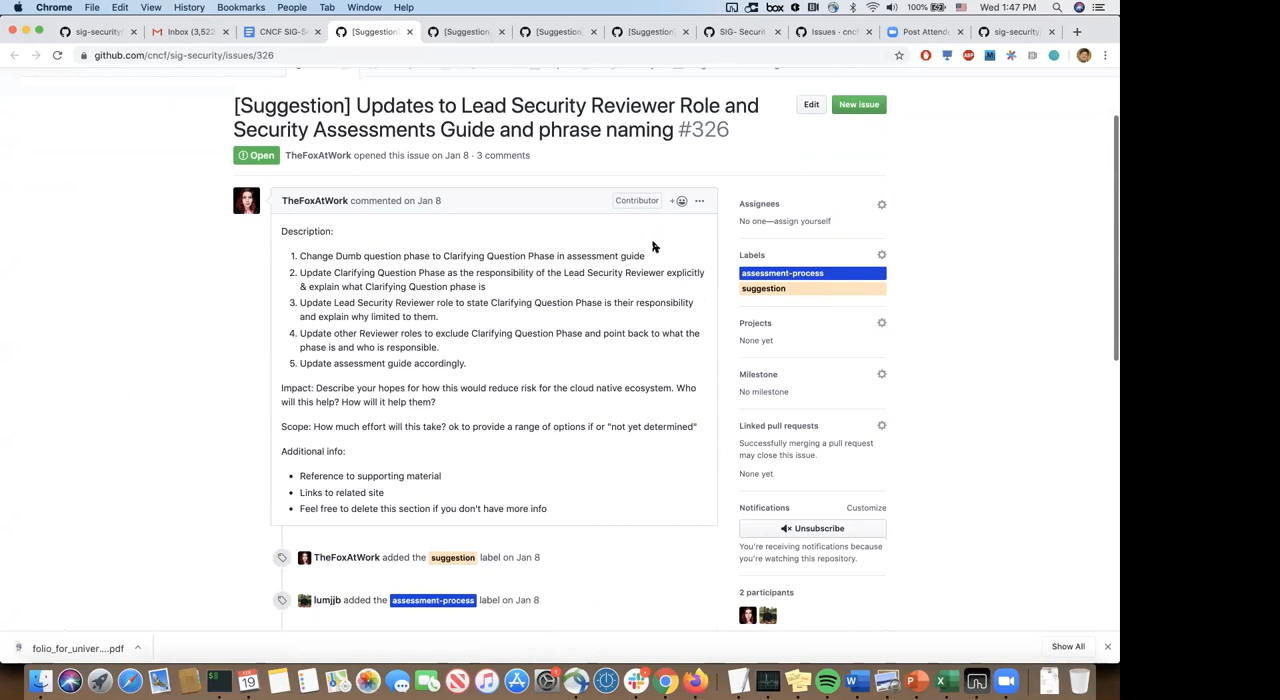 Chrome File Edit View History Bookmarks People Tab Window Help box 100% Wed 1:47 PM
sig-security/ Inbox (3,522 CNCF SIG-S [Suggestion] [Suggestion [Suggestion [Suggestion] SIG- Securit Issues · cnc Post Attend sig-security
github.com/cncf/sig-security/issues/326
[Suggestion] Updates to Lead Security Reviewer Role and
Security Assessments Guide and phrase naming #326
Edit New issue
Open TheFoxAtWork opened this issue on Jan 8 · 3 comments
TheFoxAtWork commented on Jan 8 Contributor
Description:
1. Change Dumb question phase to Clarifying Question Phase in assessment guide
2. Update Clarifying Question Phase as the responsibility of the Lead Security Reviewer explicitly
& explain what Clarifying Question phase is
3. Update Lead Security Reviewer role to state Clarifying Question Phase is their responsibility
and explain why limited to them.
4. Update other Reviewer roles to exclude Clarifying Question Phase and point back to what the
phase is and who is responsible.
5. Update assessment guide accordingly.
Impact: Describe your hopes for how this would reduce risk for the cloud native ecosystem. Who
will this help? How will it help them?
Scope: How much effort will this take? ok to provide a range of options if or "not yet determined"
Additional info:
• Reference to supporting material
• Links to related site
• Feel free to delete this section if you don't have more info
TheFoxAtWork added the suggestion label on Jan 8
lumjjb added the assessment-process label on Jan 8
Assignees
No one—assign yourself
Labels
assessment-process
suggestion
Projects
None yet
Milestone
No milestone
Linked pull requests
Successfully merging a pull request
may close this issue.
None yet
Notifications Customize
Unsubscribe
You're receiving notifications because
you're watching this repository.
2 participants
folio_for_univer....pdf
Show All